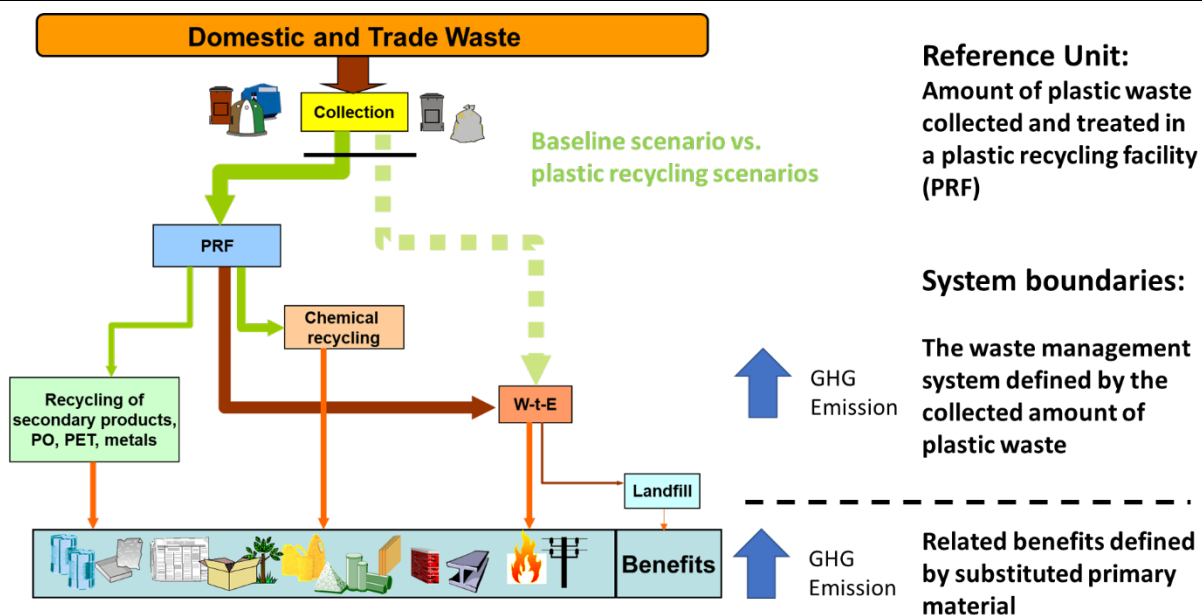 Domestic and Trade Waste
Collection
Baseline scenario vs.
plastic recycling scenarios
PRF
Chemical
recycling
Recycling of
secondary products,
PO, PET, metals
W-t-E
Landfill
Benefits
GHG
Emission
GHG
Emission
Reference Unit:
Amount of plastic waste
collected and treated in
a plastic recycling facility
(PRF)
System boundaries:
The waste management
system defined by the
collected amount of
plastic waste
Related benefits defined
by substituted primary
material